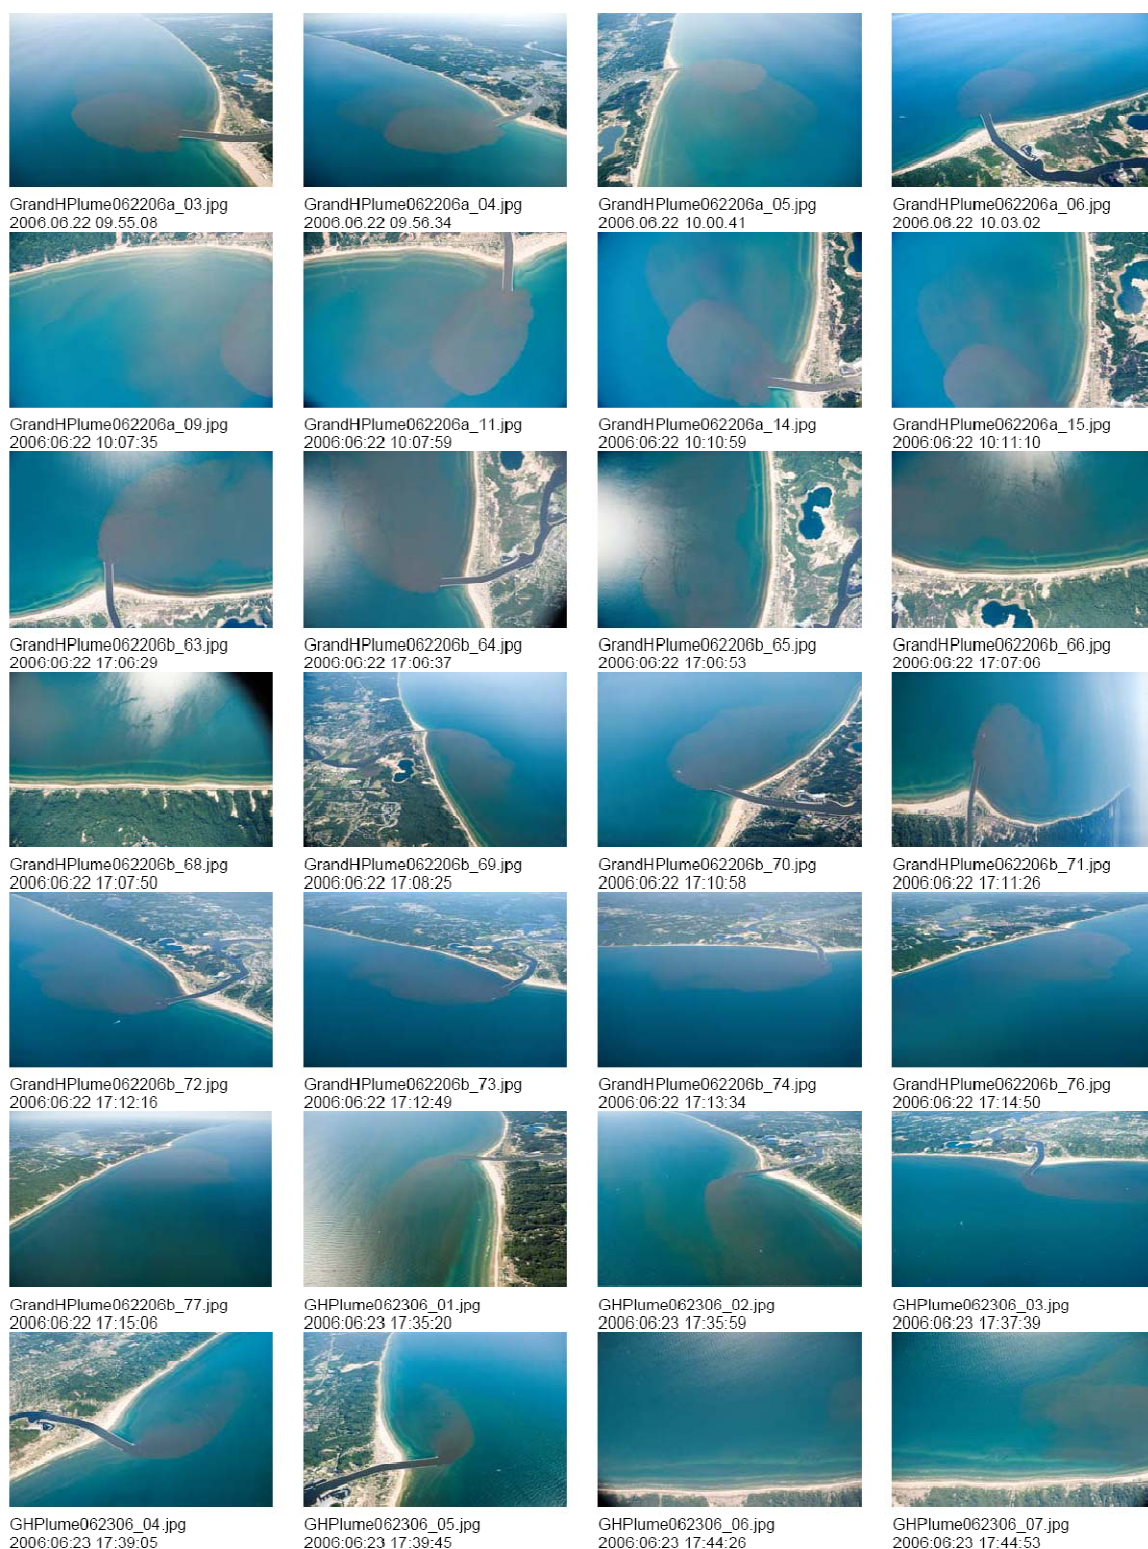 GrandHPlume062206a_03.jpg
2006:06:22 09:55:08
GrandHPlume062206a_04.jpg
2006:06:22 09:56:34
GrandHPlume062206a_05.jpg
2006:06:22 10:00:41
GrandHPlume062206a_06.jpg
2006:06:22 10:03:02
GrandHPlume062206a_09.jpg
2006:06:22 10:07:35
GrandHPlume062206a_11.jpg
2006:06:22 10:07:59
GrandHPlume062206a_14.jpg
2006:06:22 10:10:59
GrandHPlume062206a_15.jpg
2006:06:22 10:11:10
GrandHPlume062206b_63.jpg
2006:06:22 17:06:29
GrandHPlume062206b_64.jpg
2006:06:22 17:06:37
GrandHPlume062206b_65.jpg
2006:06:22 17:06:53
GrandHPlume062206b_66.jpg
2006:06:22 17:07:06
GrandHPlume062206b_68.jpg
2006:06:22 17:07:50
GrandHPlume062206b_69.jpg
2006:06:22 17:08:25
GrandHPlume062206b_70.jpg
2006:06:22 17:10:58
GrandHPlume062206b_71.jpg
2006:06:22 17:11:26
GrandHPlume062206b_72.jpg
2006:06:22 17:12:16
GrandHPlume062206b_73.jpg
2006:06:22 17:12:49
GrandHPlume062206b_74.jpg
2006:06:22 17:13:34
GrandHPlume062206b_76.jpg
2006:06:22 17:14:50
GrandHPlume062206b_77.jpg
2006:06:22 17:15:06
GHPlume062306_01.jpg
2006:06:23 17:35:20
GHPlume062306_02.jpg
2006:06:23 17:35:59
GHPlume062306_03.jpg
2006:06:23 17:37:39
GHPlume062306_04.jpg
2006:06:23 17:39:05
GHPlume062306_05.jpg
2006:06:23 17:39:45
GHPlume062306_06.jpg
2006:06:23 17:44:26
GHPlume062306_07.jpg
2006:06:23 17:44:53